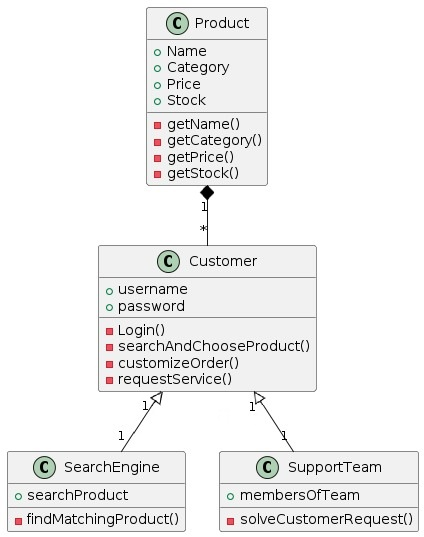 C Product
Name
Category
Price
Stock
getName()
getCategory()
getPrice()
getStock()
1
*
C Customer
username
password
Login()
searchAndChooseProduct()
customizeOrder()
requestService()
1 1
1 1
C SearchEngine
searchProduct
findMatchingProduct()
C SupportTeam
membersOfTeam
solveCustomerRequest()